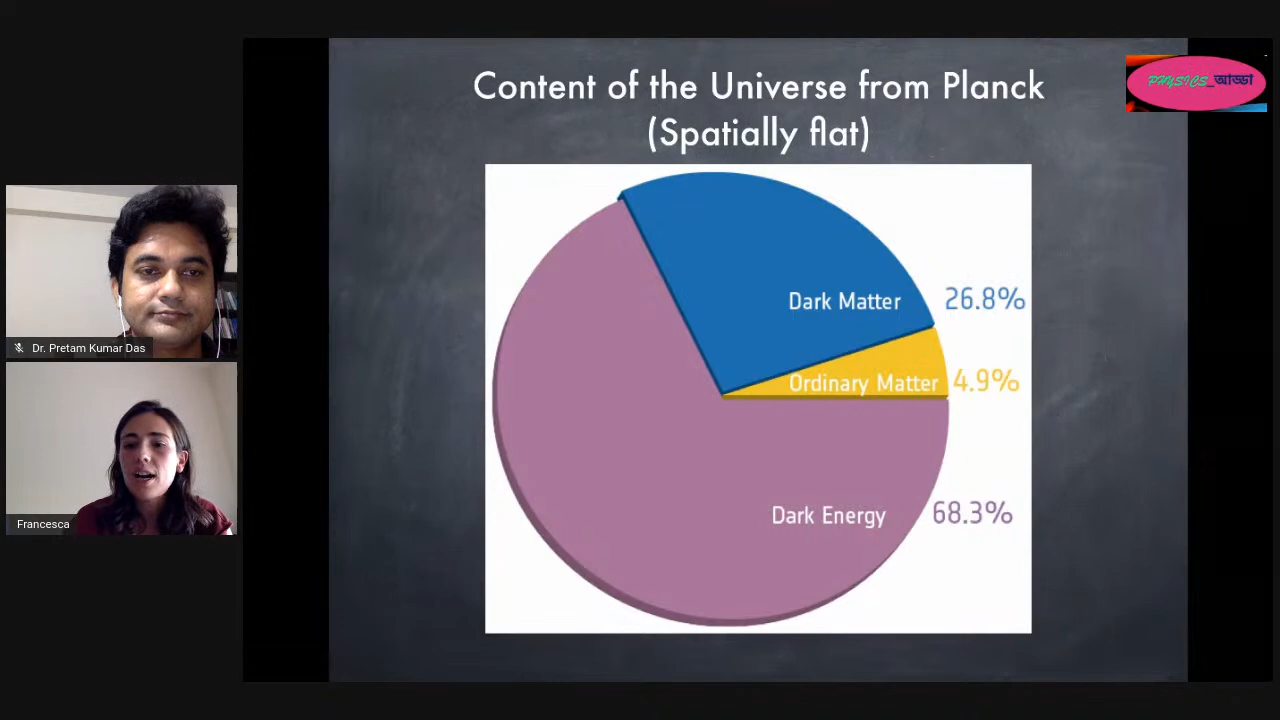 Content of the Universe from Planck
(Spatially flat)
PHYSICS_আড্ডা
Dark Matter 26.8%
Ordinary Matter 4.9%
Dark Energy 68.3%
Dr. Pretam Kumar Das
Francesca